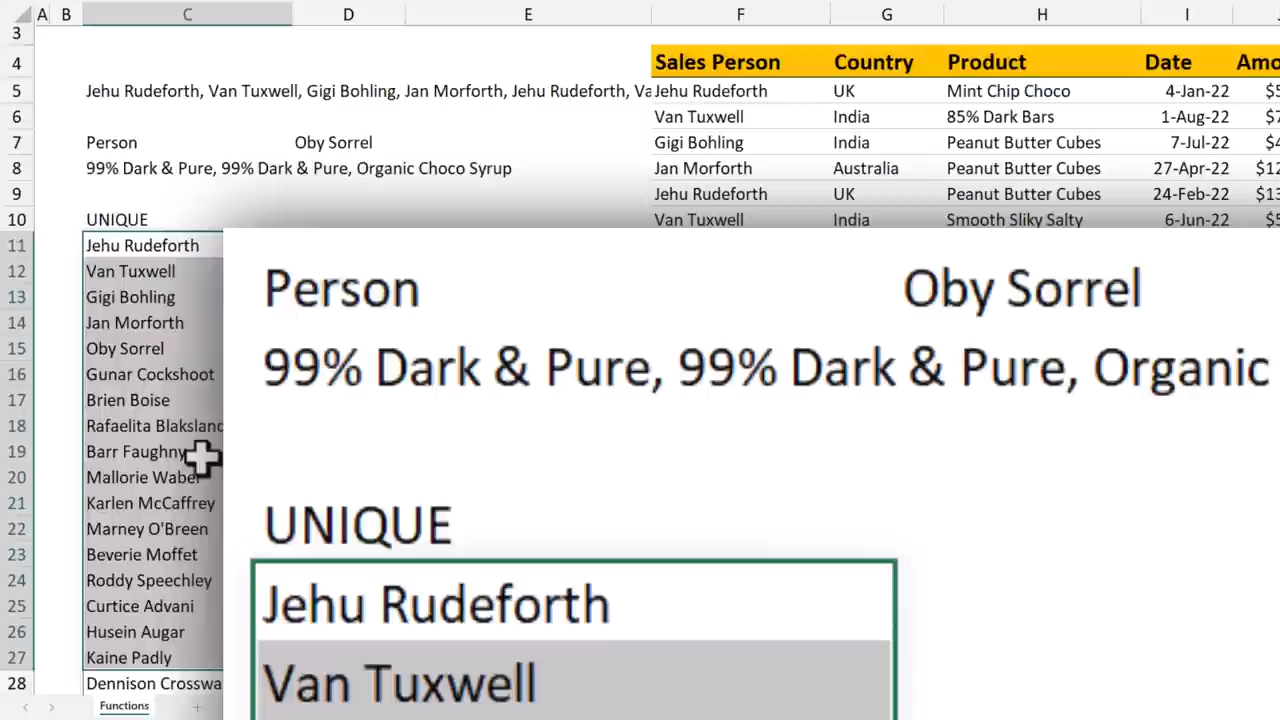 A B C D E F G H I
3
4 Sales Person Country Product Date
5 Jehu Rudeforth, Van Tuxwell, Gigi Bohling, Jan Morforth, Jehu Rudeforth, Jehu Rudeforth UK Mint Chip Choco 4-Jan-22
6 Van Tuxwell India 85% Dark Bars 1-Aug-22
7 Person Oby Sorrel Gigi Bohling India Peanut Butter Cubes 7-Jul-22
8 99% Dark & Pure, 99% Dark & Pure, Organic Choco Syrup Jan Morforth Australia Peanut Butter Cubes 27-Apr-22
9 Jehu Rudeforth UK Peanut Butter Cubes 24-Feb-22
10 UNIQUE Van Tuxwell India Smooth Sliky Salty 6-Jun-22
11 Jehu Rudeforth
12 Van Tuxwell
13 Gigi Bohling
14 Jan Morforth
15 Oby Sorrel
16 Gunar Cockshoot
17 Brien Boise
18 Rafaelita Blaksland
19 Barr Faughny
20 Mallorie Waber
21 Karlen McCaffrey
22 Marney O'Breen
23 Beverie Moffet
24 Roddy Speechley
25 Curtice Advani
26 Husein Augar
27 Kaine Padly
28 Dennison Crosswa
Functions
Person Oby Sorrel
99% Dark & Pure, 99% Dark & Pure, Organic
UNIQUE
Jehu Rudeforth
Van Tuxwell